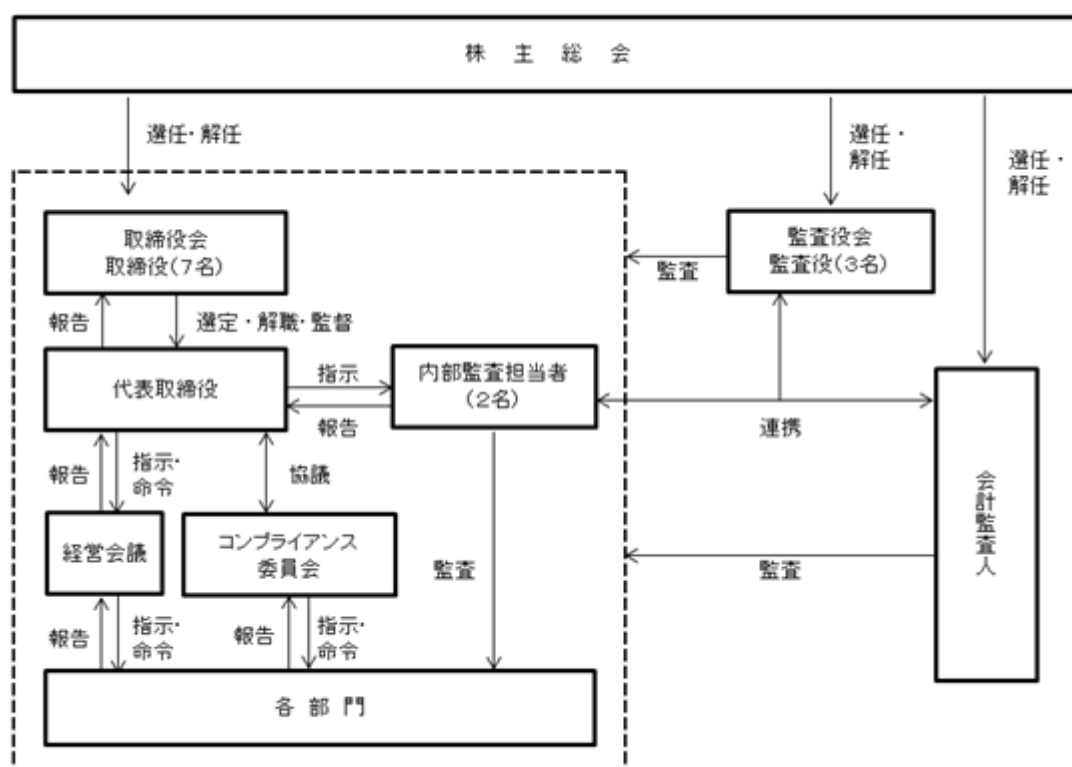 株主総会
選任・解任
選任・
解任
選任・
解任
取締役会
取締役(7名)
監査役会
監査役(3名)
監査
報告
選定・解職・監督
代表取締役
指示
報告
内部監査担当者
(2名)
連携
報告
指示・
命令
協議
経営会議
コンプライアンス
委員会
監査
監査
会計監査人
報告
指示・
命令
報告
指示・
命令
各部門